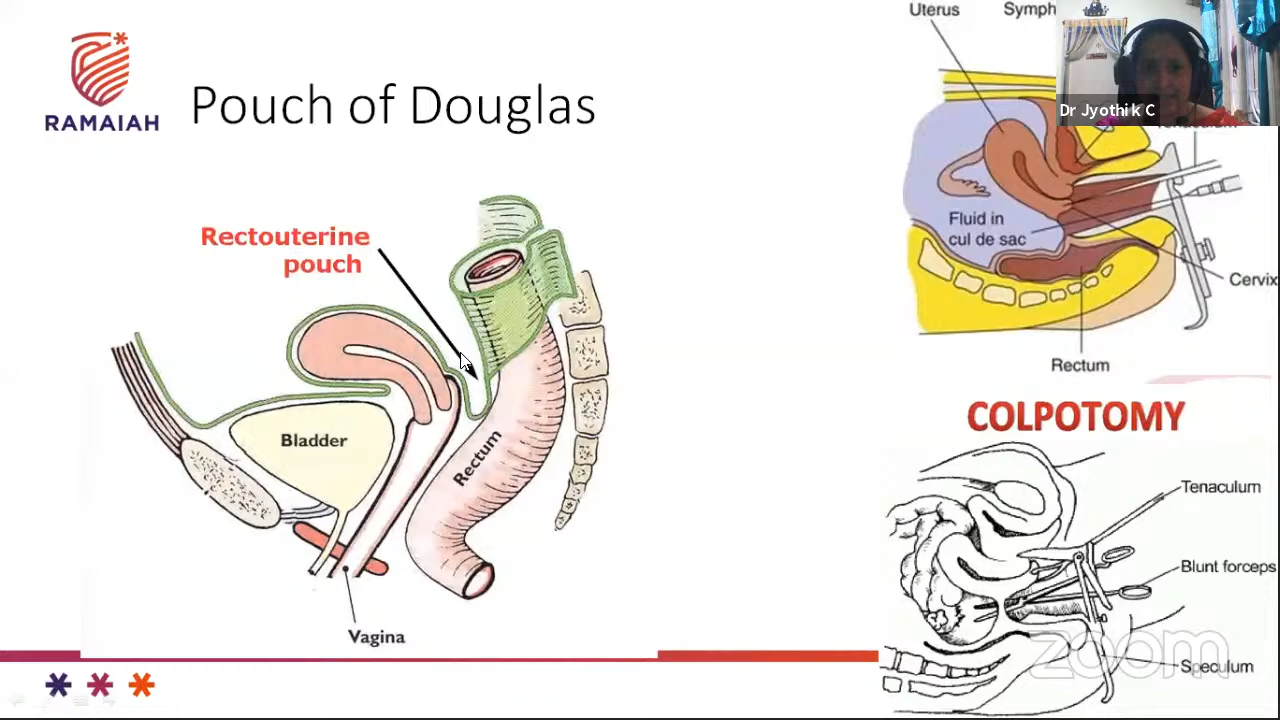 RAMAIAH
Pouch of Douglas
Rectouterine
pouch
Bladder
Rectum
Vagina
Uterus
Symph
Dr Jyothi k C
Fluid in
cul de sac
Cervix
Rectum
COLPOTOMY
Tenaculum
Blunt forceps
Speculum
zoom